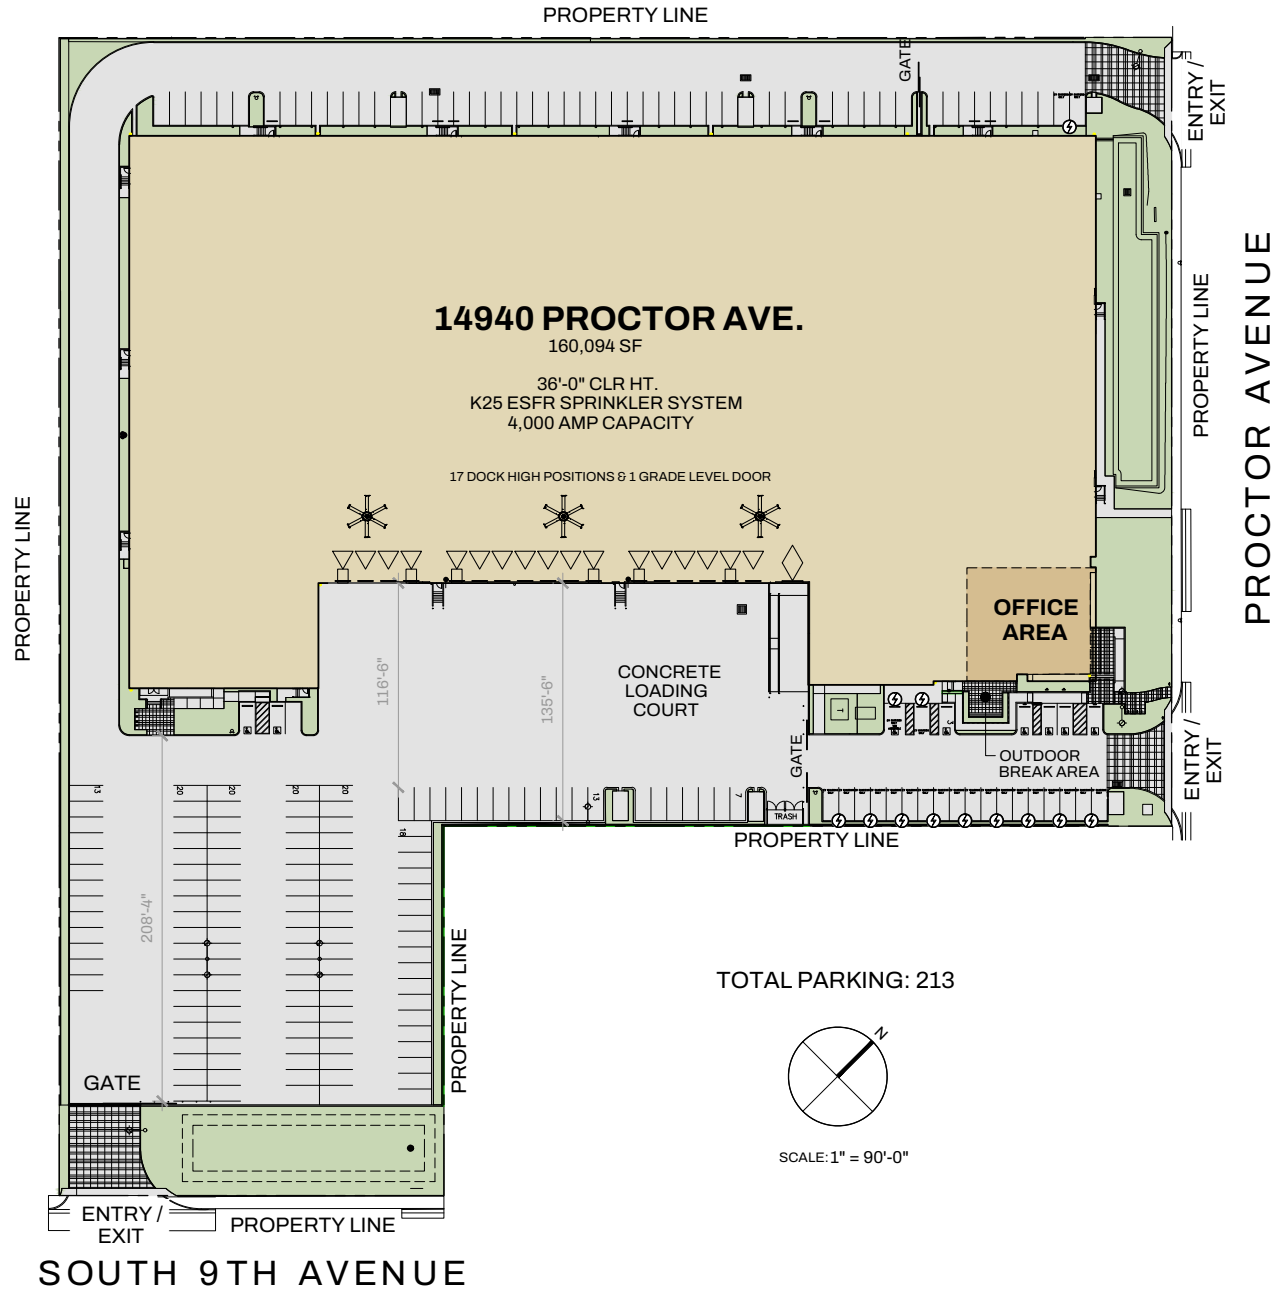 PROPERTY LINE
GATE
ENTRY /
EXIT
14940 PROCTOR AVE.
160,094 SF
36'-0" CLR HT.
K25 ESFR SPRINKLER SYSTEM
4,000 AMP CAPACITY
17 DOCK HIGH POSITIONS & 1 GRADE LEVEL DOOR
PROPERTY LINE
PROCTOR AVENUE
PROPERTY LINE
OFFICE
AREA
116'-6"
135'-6"
CONCRETE
LOADING
COURT
GATE
OUTDOOR
BREAK AREA
ENTRY /
EXIT
T
13
20
20
20
20
13
7
TRASH
18
PROPERTY LINE
208'-4"
PROPERTY LINE
TOTAL PARKING: 213
N
SCALE: 1" = 90'-0"
GATE
ENTRY /
EXIT
PROPERTY LINE
SOUTH 9TH AVENUE